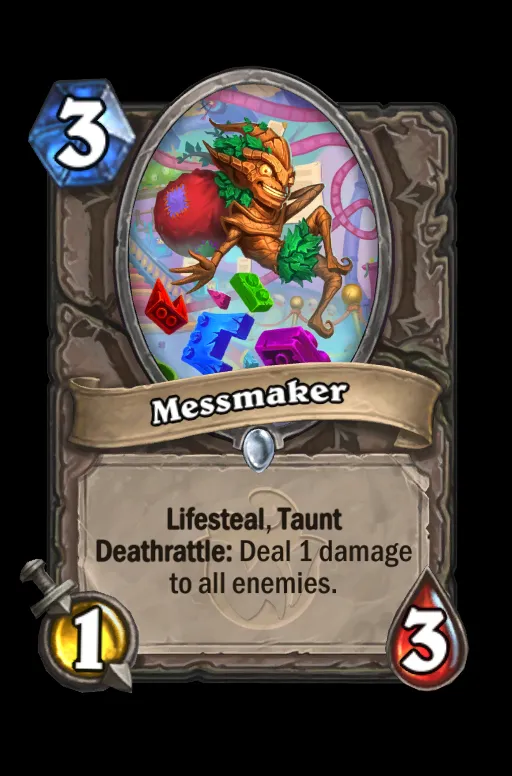 3
Messmaker
Lifesteal, Taunt
Deathrattle: Deal 1 damage
to all enemies.
1
3